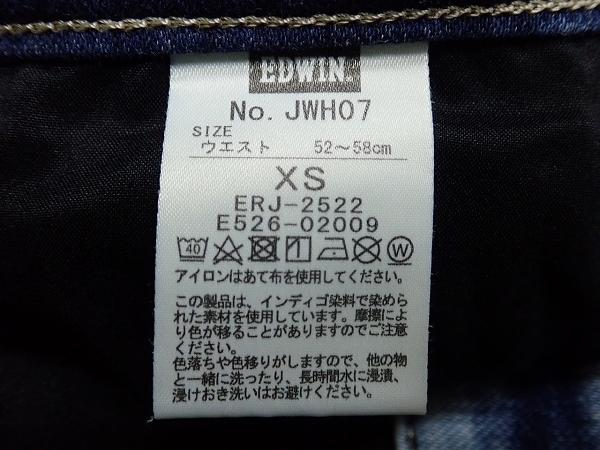 EDWIN
No. JWH07
SIZE
ウエスト 52～58cm
XS
ERJ-2522
E526-02009
40 W
アイロンはあて布を使用してください。
この製品は、インディゴ染料で染めら
れた素材を使用しています。摩擦によ
り色が移ることがありますのでご注意
ください。
色落ちや色移りがしますので、他の物
と一緒に洗ったり、長時間水に浸漬、
浸けおき洗いはお避けください。